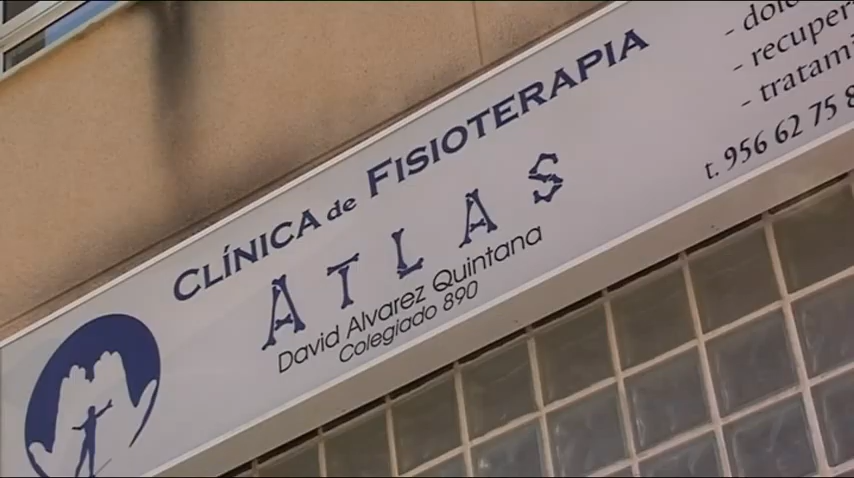 CLÍNICA de FISIOTERAPIA
ATLAS
David Alvarez Quintana
Colegiado 890
t. 956 62 75